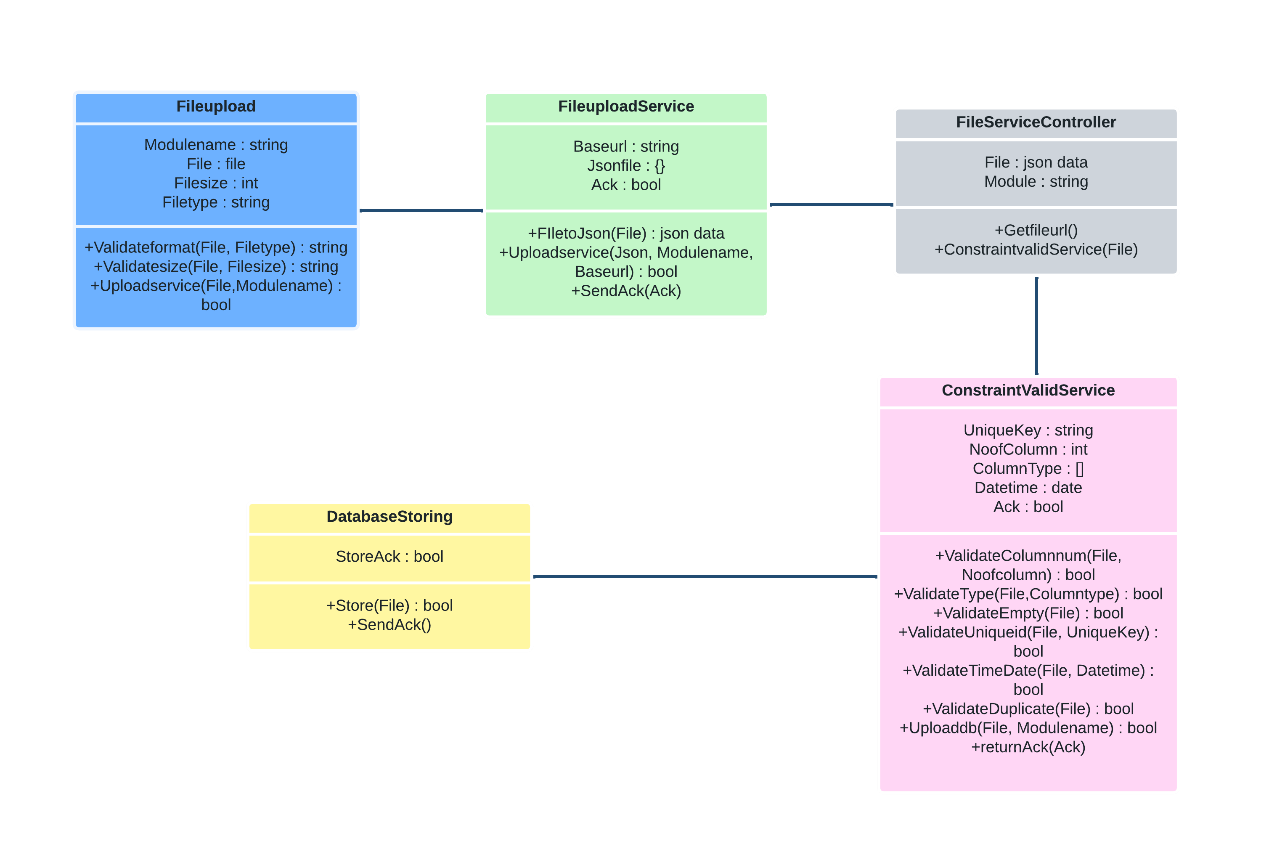 Fileupload
Modulename : string
File : file
Filesize : int
Filetype : string
+Validateformat(File, Filetype) : string
+Validatesize(File, Filesize) : string
+Uploadservice(File,Modulename) :
bool
FileuploadService
Baseurl : string
Jsonfile : {}
Ack : bool
+FIletoJson(File) : json data
+Uploadservice(Json, Modulename,
Baseurl) : bool
+SendAck(Ack)
FileServiceController
File : json data
Module : string
+Getfileurl()
+ConstraintvalidService(File)
ConstraintValidService
UniqueKey : string
NoofColumn : int
ColumnType : []
Datetime : date
Ack : bool
+ValidateColumnnum(File,
Noofcolumn) : bool
+ValidateType(File,Columntype) : bool
+ValidateEmpty(File) : bool
+ValidateUniqueid(File, UniqueKey) :
bool
+ValidateTimeDate(File, Datetime) :
bool
+ValidateDuplicate(File) : bool
+Uploaddb(File, Modulename) : bool
+returnAck(Ack)
DatabaseStoring
StoreAck : bool
+Store(File) : bool
+SendAck()